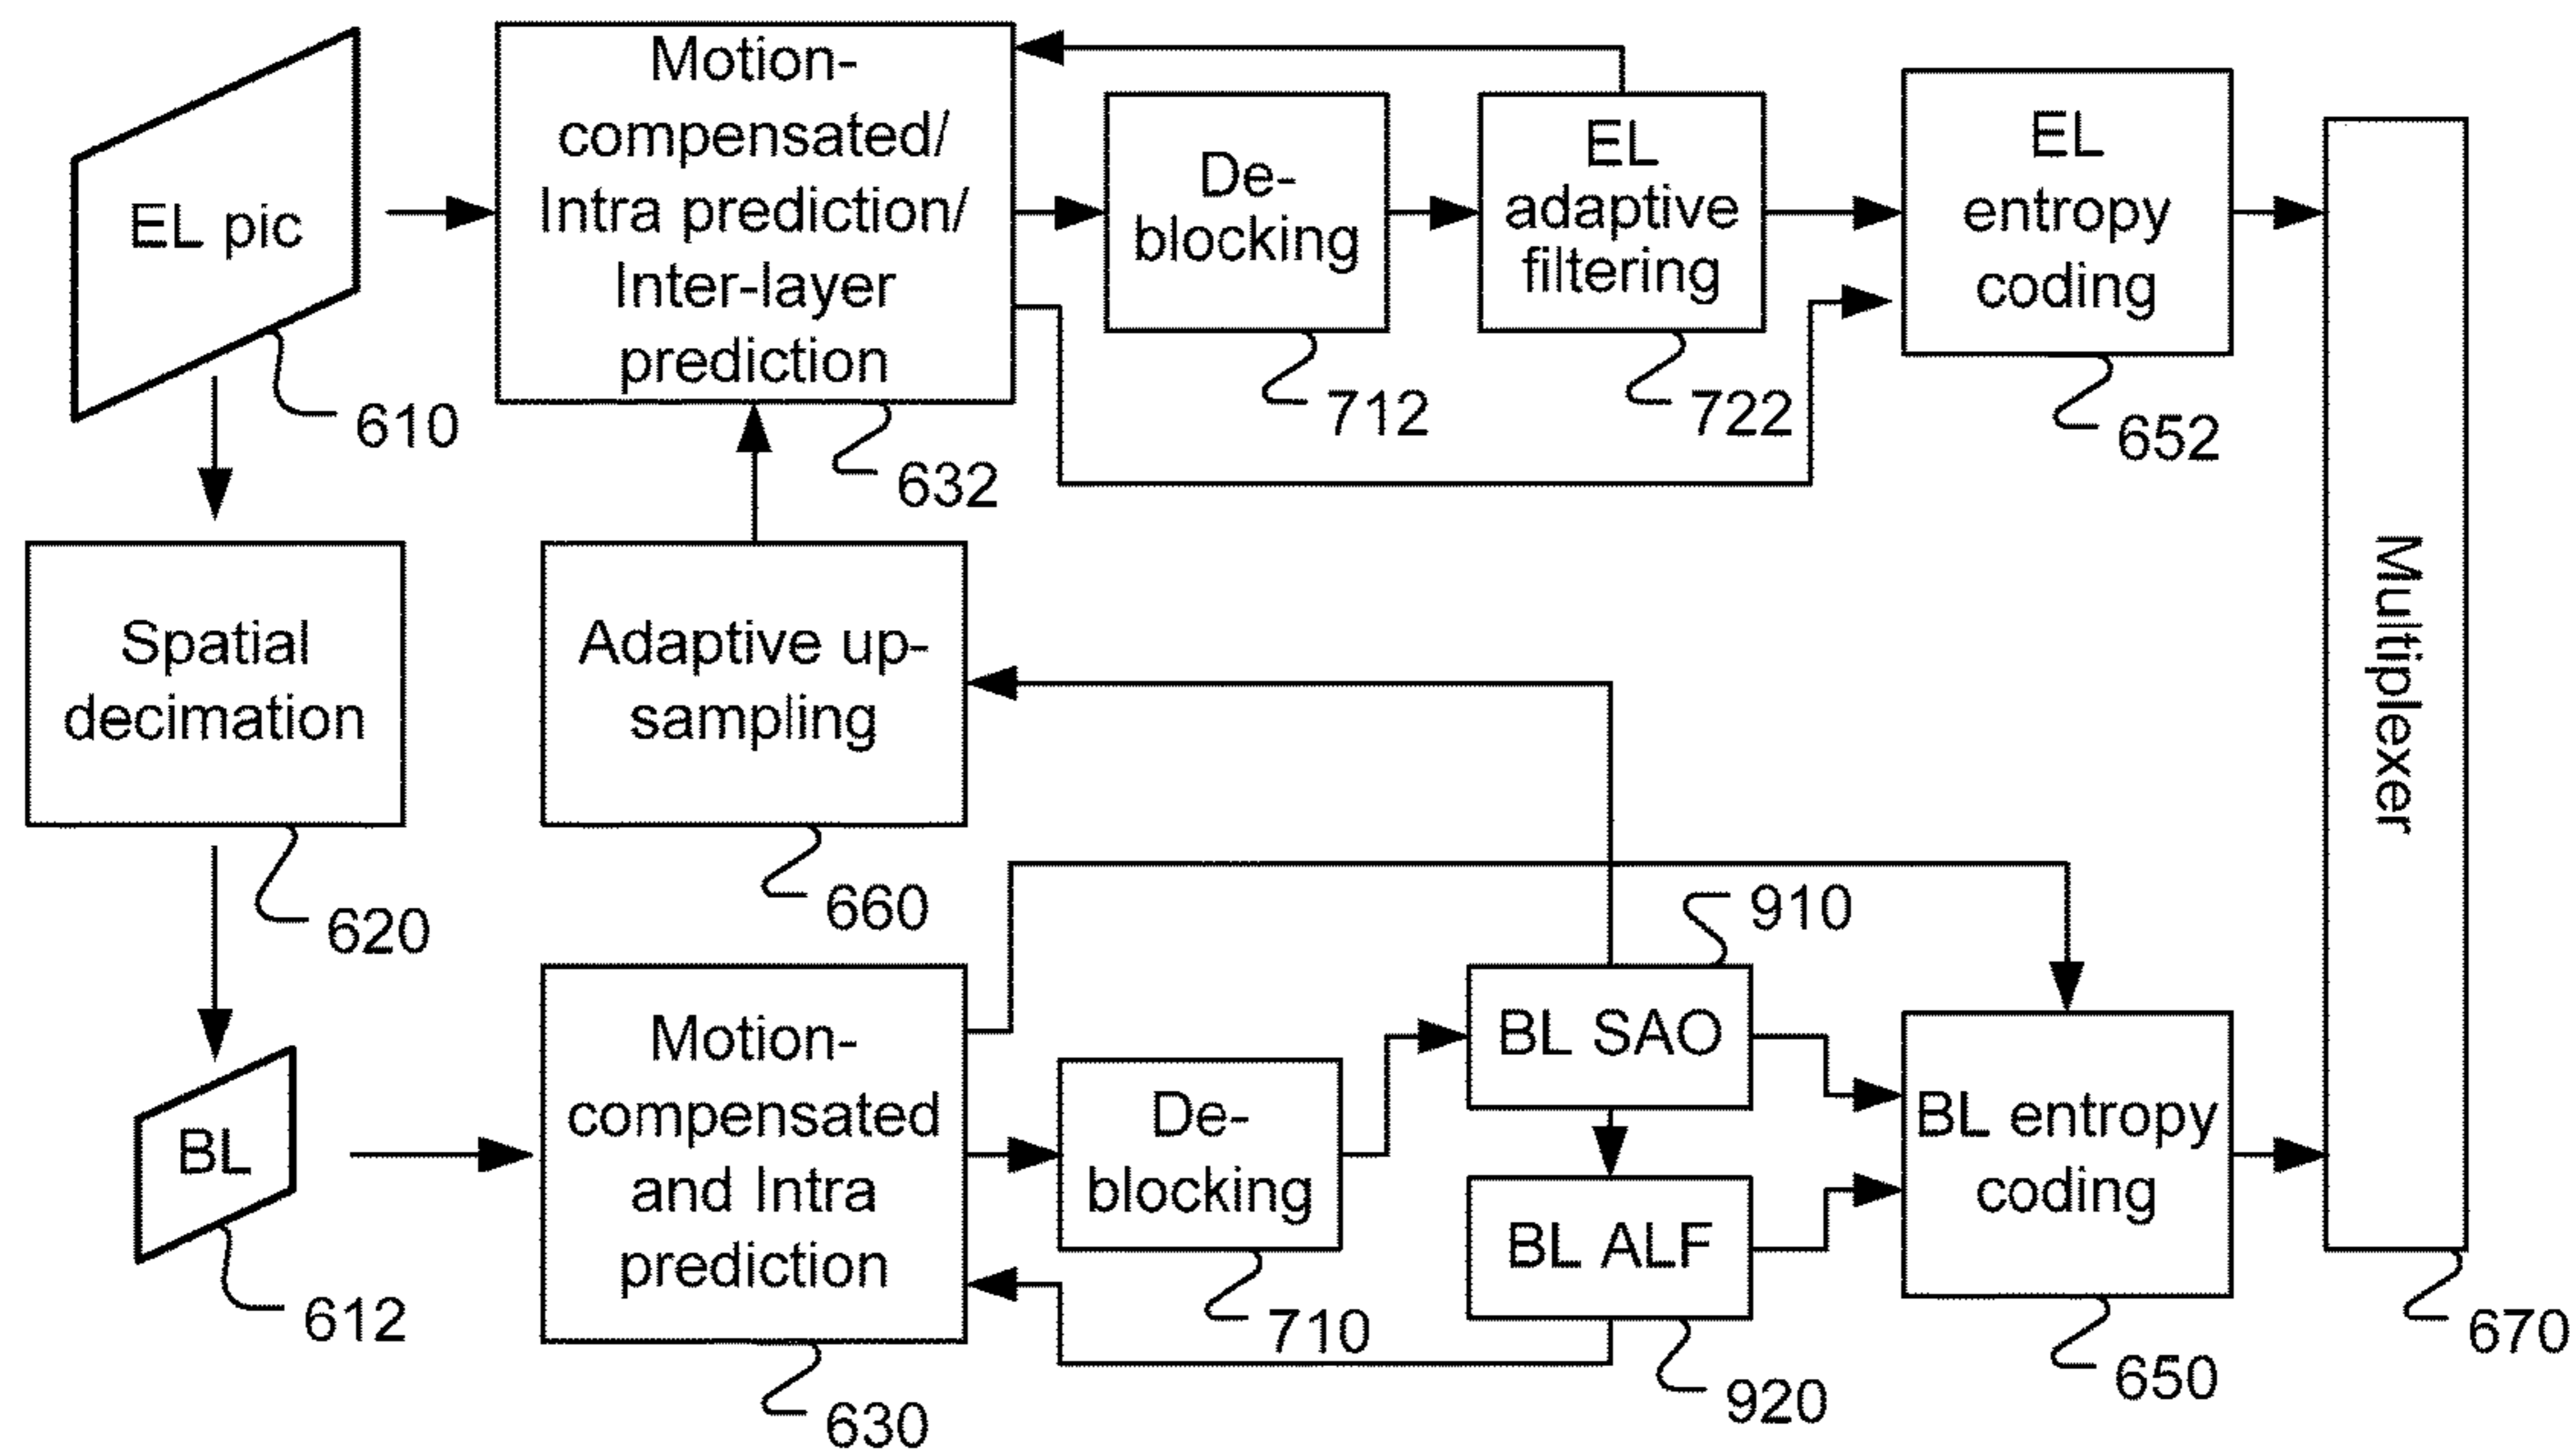 EL pic
610
Motion-
compensated/
Intra prediction/
Inter-layer
prediction
632
De-
blocking
712
EL
adaptive
filtering
722
EL
entropy
coding
652
Multiplexer
670
Spatial
decimation
620
Adaptive up-
sampling
660
BL
612
Motion-
compensated
and Intra
prediction
630
De-
blocking
710
BL SAO
910
BL ALF
920
BL entropy
coding
650